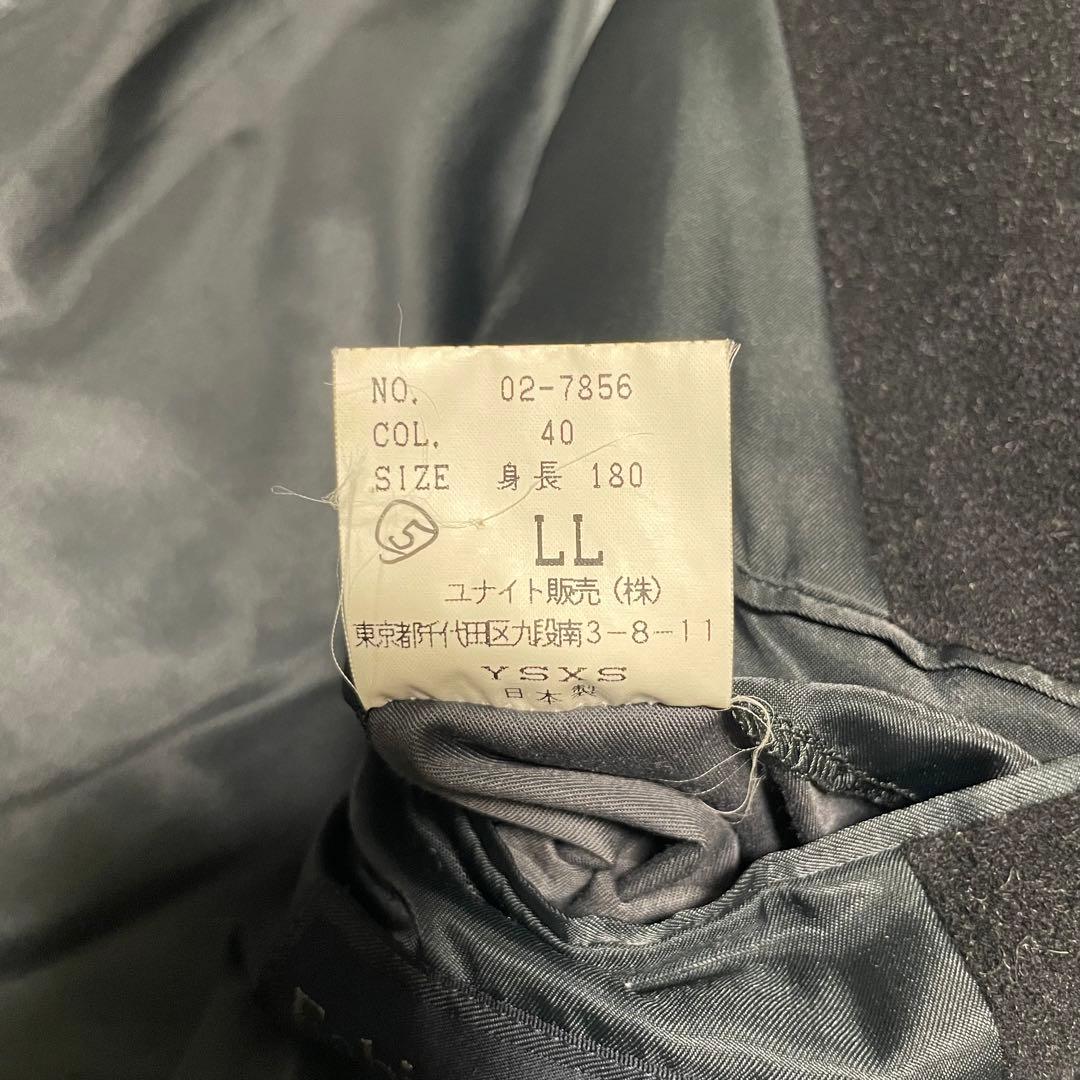 NO. 02-7856
COL. 40
SIZE 身長 180
⑤ LL
ユナイト販売(株)
東京都千代田区九段南3-8-11
YSXS
日本製